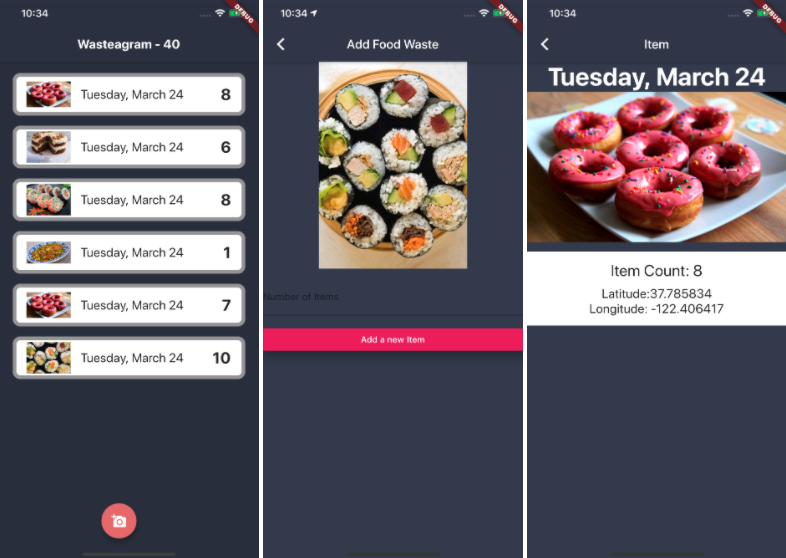 10:34
DEBUG
Wasteagram - 40
Tuesday, March 24 8
Tuesday, March 24 6
Tuesday, March 24 8
Tuesday, March 24 1
Tuesday, March 24 7
Tuesday, March 24 10
10:34
DEBUG
Add Food Waste
Number of Items
Add a new Item
10:34
DEBUG
Item
Tuesday, March 24
Item Count: 8
Latitude:37.785834
Longitude: -122.406417